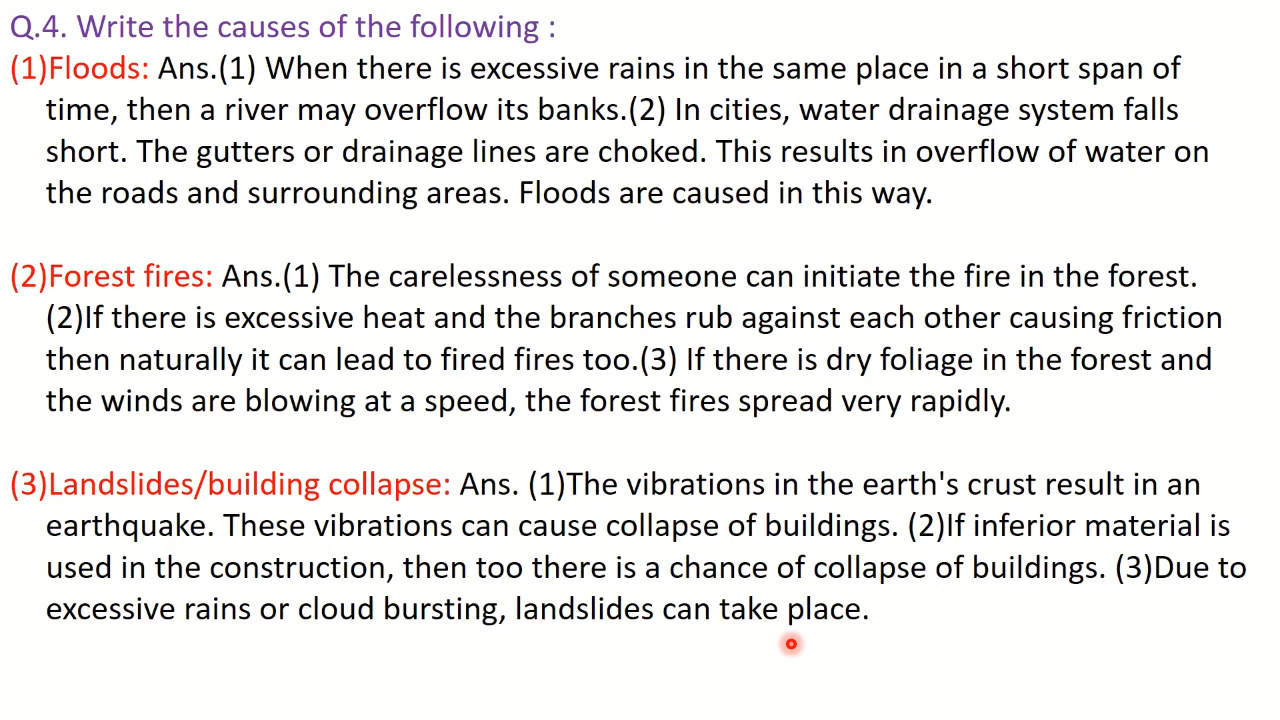 Q.4. Write the causes of the following :
(1)Floods: Ans.(1) When there is excessive rains in the same place in a short span of
time, then a river may overflow its banks.(2) In cities, water drainage system falls
short. The gutters or drainage lines are choked. This results in overflow of water on
the roads and surrounding areas. Floods are caused in this way.
(2)Forest fires: Ans.(1) The carelessness of someone can initiate the fire in the forest.
(2)If there is excessive heat and the branches rub against each other causing friction
then naturally it can lead to fired fires too.(3) If there is dry foliage in the forest and
the winds are blowing at a speed, the forest fires spread very rapidly.
(3)Landslides/building collapse: Ans. (1)The vibrations in the earth's crust result in an
earthquake. These vibrations can cause collapse of buildings. (2)If inferior material is
used in the construction, then too there is a chance of collapse of buildings. (3)Due to
excessive rains or cloud bursting, landslides can take place.